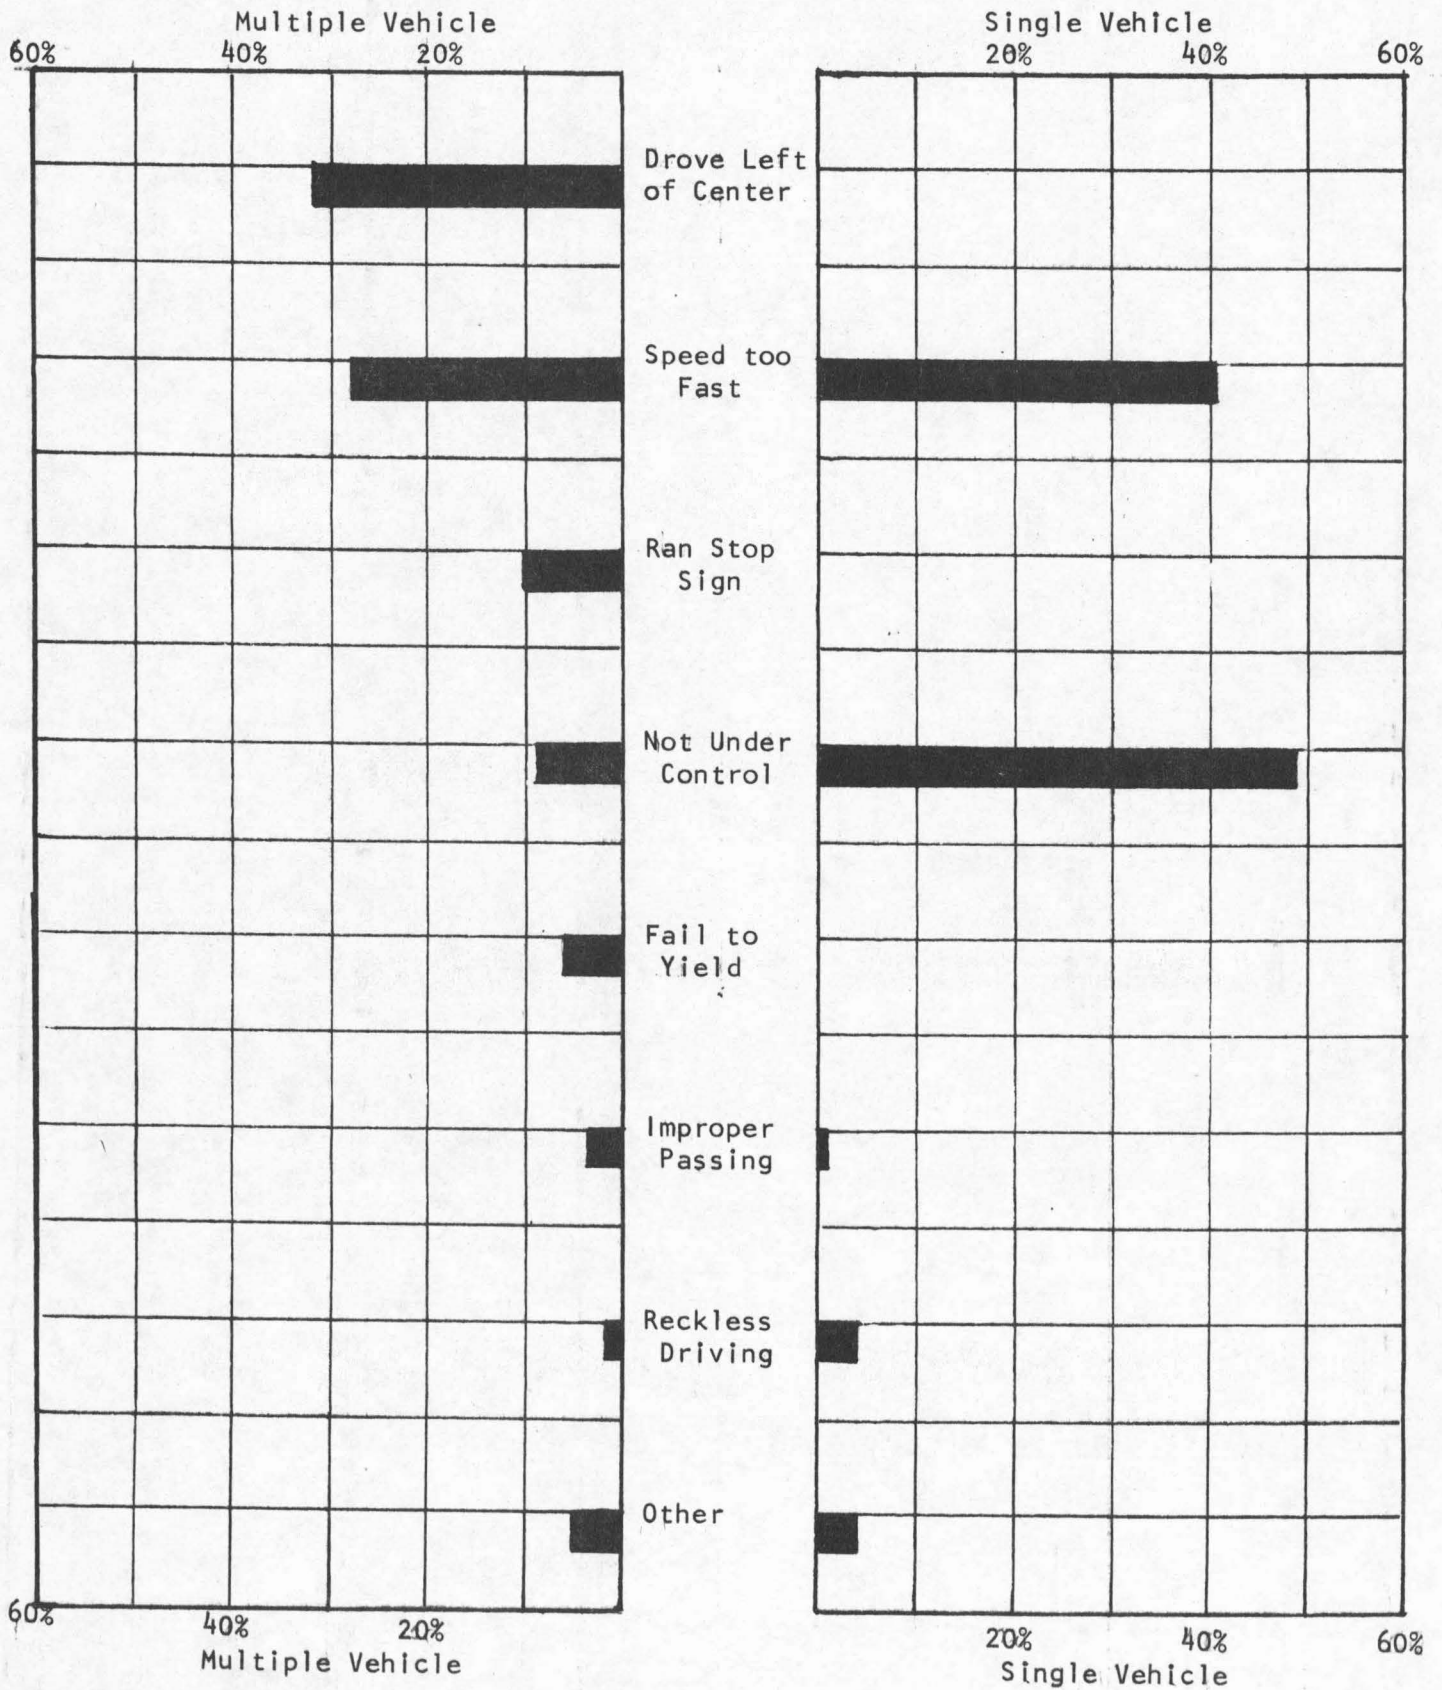 Multiple Vehicle
Single Vehicle
60%
40%
20%
20%
40%
60%
Drove Left
of Center
Speed too
Fast
Ran Stop
Sign
Not Under
Control
Fail to
Yield
Improper
Passing
Reckless
Driving
Other
60%
40%
20%
20%
40%
60%
Multiple Vehicle
Single Vehicle